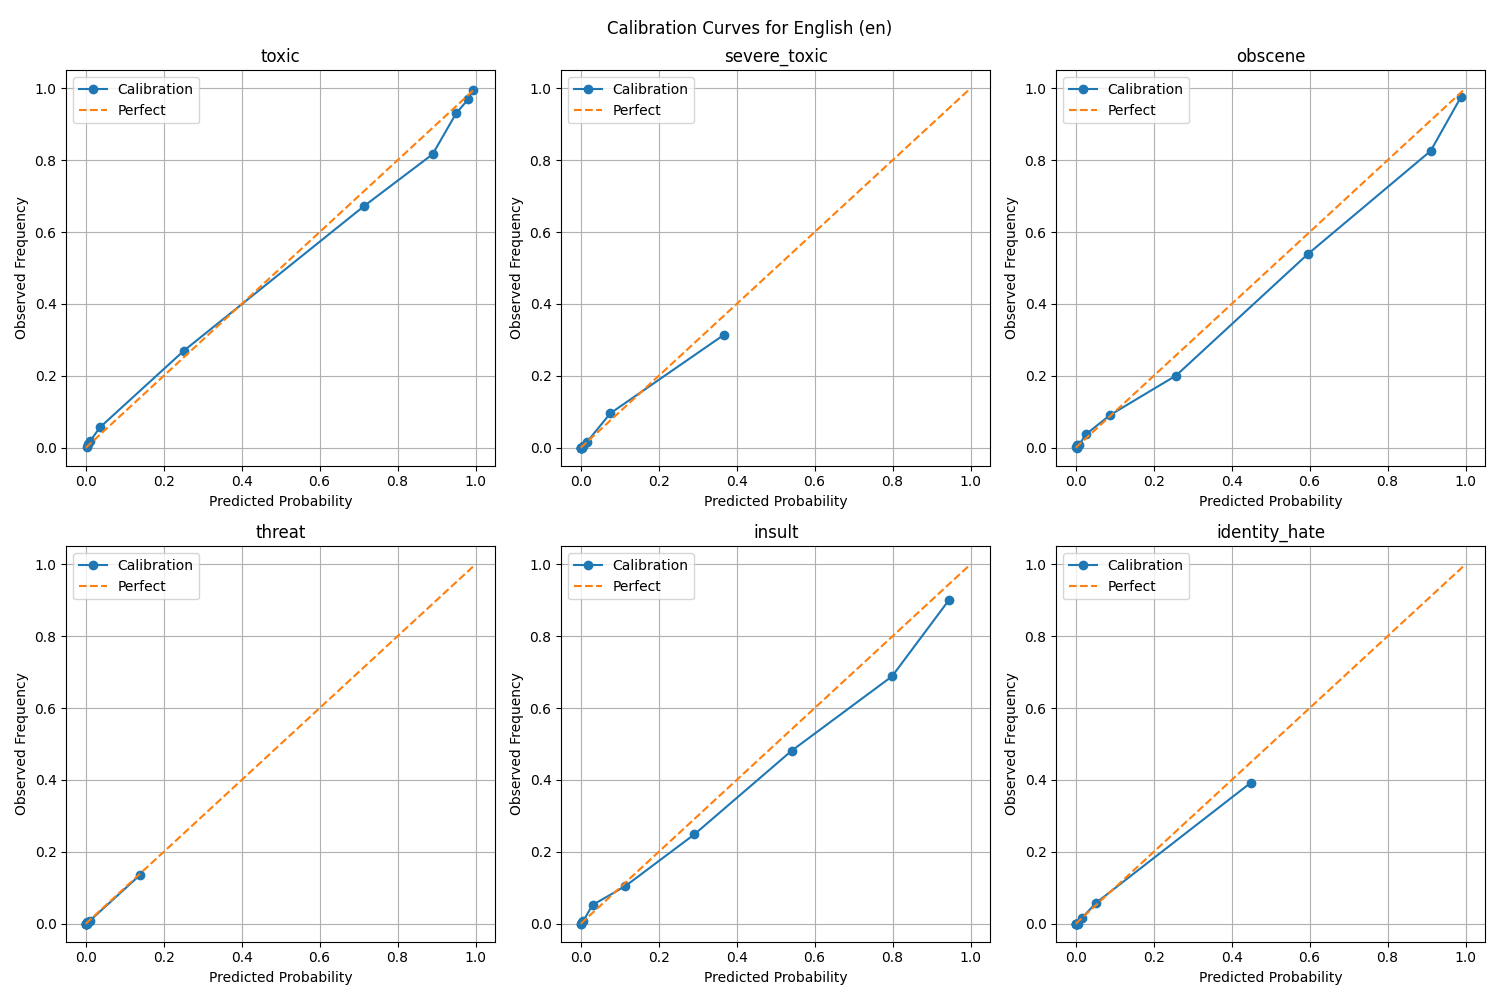 Calibration Curves for English (en)
toxic
Calibration
Perfect
1.0
0.8
0.6
0.4
0.2
0.0
Observed Frequency
0.0 0.2 0.4 0.6 0.8 1.0
Predicted Probability
severe_toxic
Calibration
Perfect
1.0
0.8
0.6
0.4
0.2
0.0
Observed Frequency
0.0 0.2 0.4 0.6 0.8 1.0
Predicted Probability
obscene
Calibration
Perfect
1.0
0.8
0.6
0.4
0.2
0.0
Observed Frequency
0.0 0.2 0.4 0.6 0.8 1.0
Predicted Probability
threat
Calibration
Perfect
1.0
0.8
0.6
0.4
0.2
0.0
Observed Frequency
0.0 0.2 0.4 0.6 0.8 1.0
Predicted Probability
insult
Calibration
Perfect
1.0
0.8
0.6
0.4
0.2
0.0
Observed Frequency
0.0 0.2 0.4 0.6 0.8 1.0
Predicted Probability
identity_hate
Calibration
Perfect
1.0
0.8
0.6
0.4
0.2
0.0
Observed Frequency
0.0 0.2 0.4 0.6 0.8 1.0
Predicted Probability